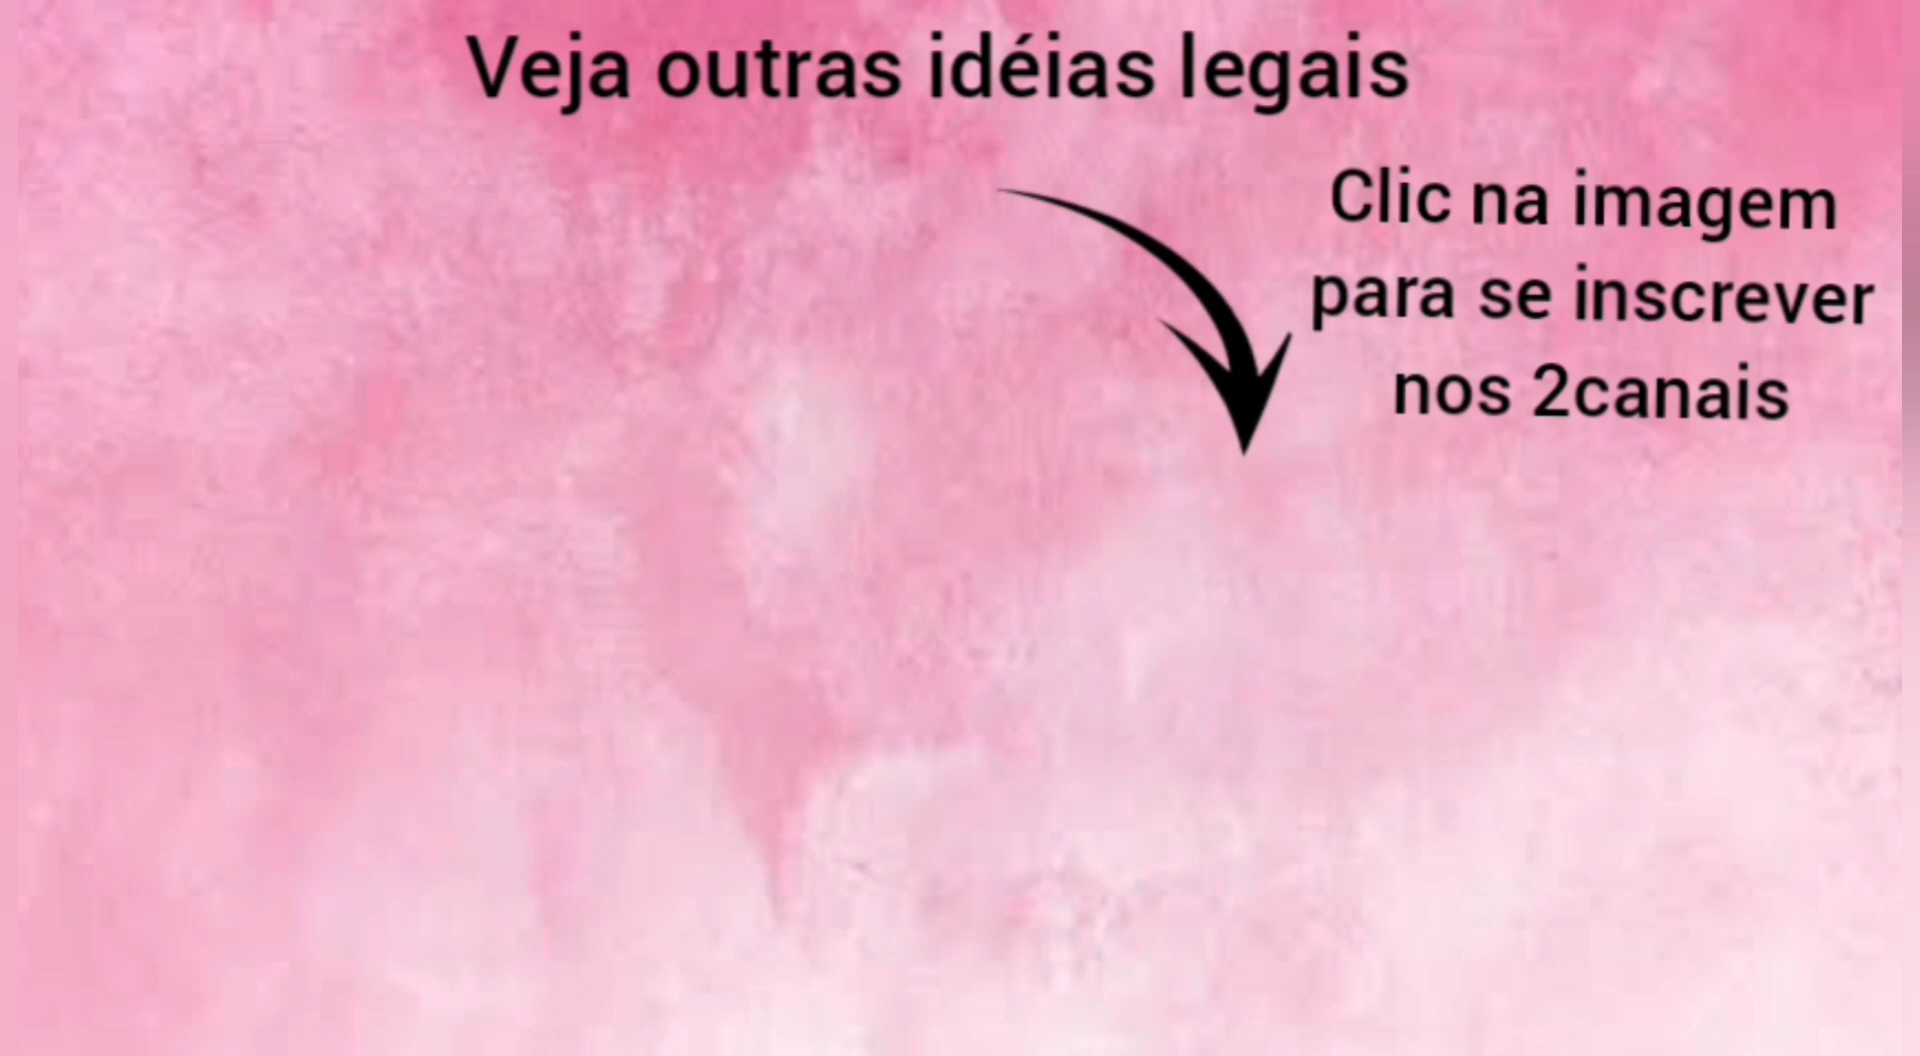 Veja outras idéias legais
Clic na imagem
para se inscrever
nos 2canais